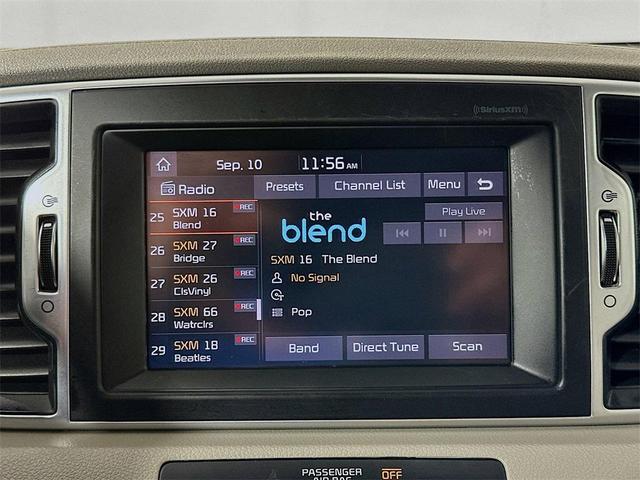 SiriusXM
Sep. 10 11:56 AM
Radio Presets Channel List Menu
25 SXM 16 REC
Blend
26 SXM 27 REC
Bridge
27 SXM 26 REC
ClsVinyl
28 SXM 66 REC
Watrclrs
29 SXM 18 REC
Beatles
Play Live
the
blend
SXM 16 The Blend
No Signal
Pop
Band Direct Tune Scan
PASSENGER OFF
AIR BAG